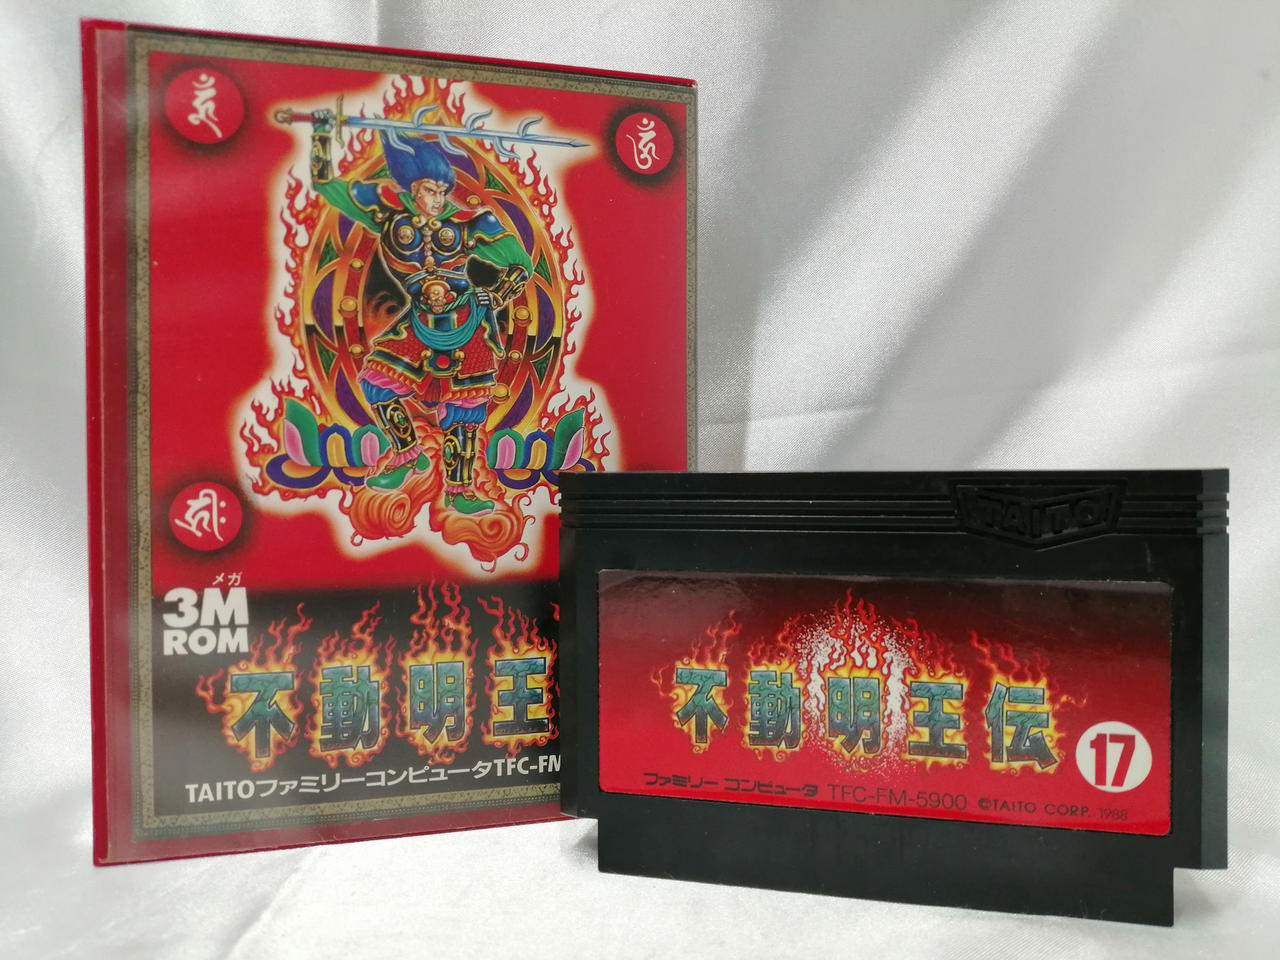 メガ
3M
ROM
不動明王
TAITOファミリーコンピュータTFC-FM
TAITO
不動明王伝
17
ファミリー コンピュータ TFC-FM-5900 ©TAITO CORP. 1988